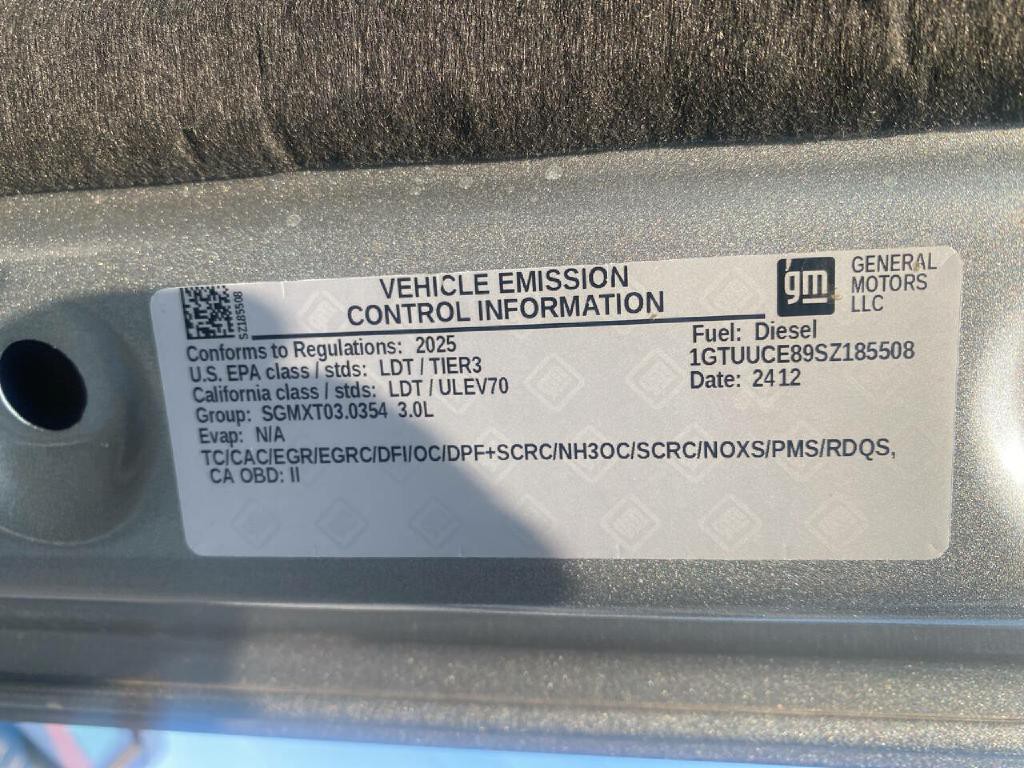 SZ185508
VEHICLE EMISSION
CONTROL INFORMATION
gm
GENERAL
MOTORS
LLC
Conforms to Regulations: 2025
U.S. EPA class / stds: LDT / TIER3
California class / stds: LDT / ULEV70
Group: SGMXT03.0354 3.0L
Evap: N/A
Fuel: Diesel
1GTUUCE89SZ185508
Date: 2412
TC/CAC/EGR/EGRC/DFI/OC/DPF+SCRC/NH3OC/SCRC/NOXS/PMS/RDQS,
CA OBD: II